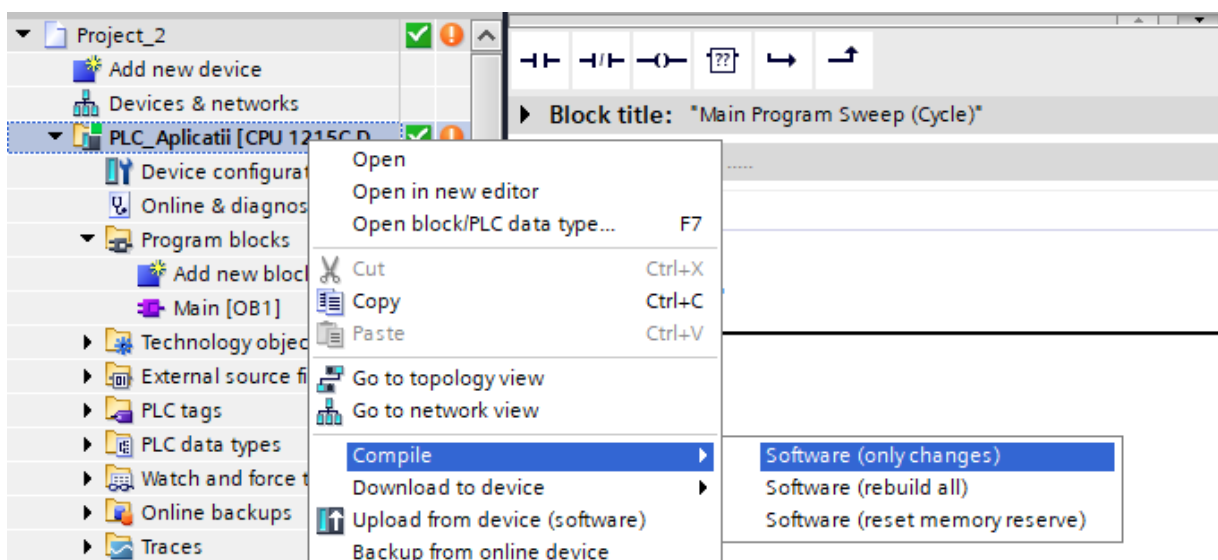 Project_2
Add new device
Devices & networks
PLC_Aplicatii [CPU 1215C D
Device configurat
Online & diagnos
Program blocks
Add new block
Main [OB1]
Technology objec
External source fi
PLC tags
PLC data types
Watch and force t
Online backups
Traces
??
Block title: "Main Program Sweep (Cycle)"
.....
Open
Open in new editor
Open block/PLC data type... F7
Cut Ctrl+X
Copy Ctrl+C
Paste Ctrl+V
Go to topology view
Go to network view
Compile
Download to device
Upload from device (software)
Backup from online device
Software (only changes)
Software (rebuild all)
Software (reset memory reserve)